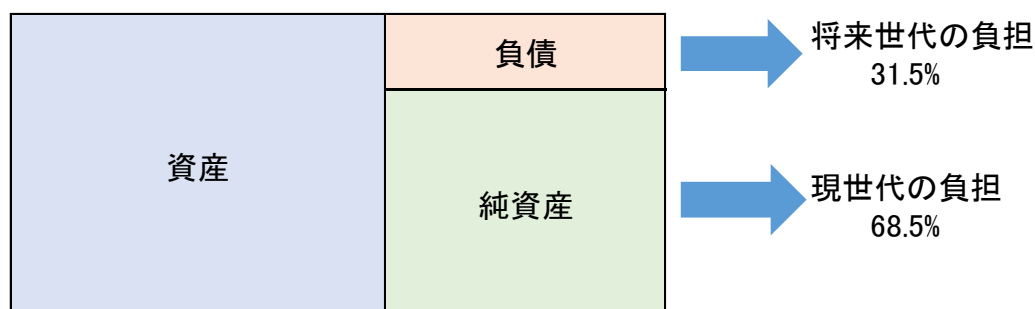 資産
負債
純資産
将来世代の負担
31.5%
現世代の負担
68.5%